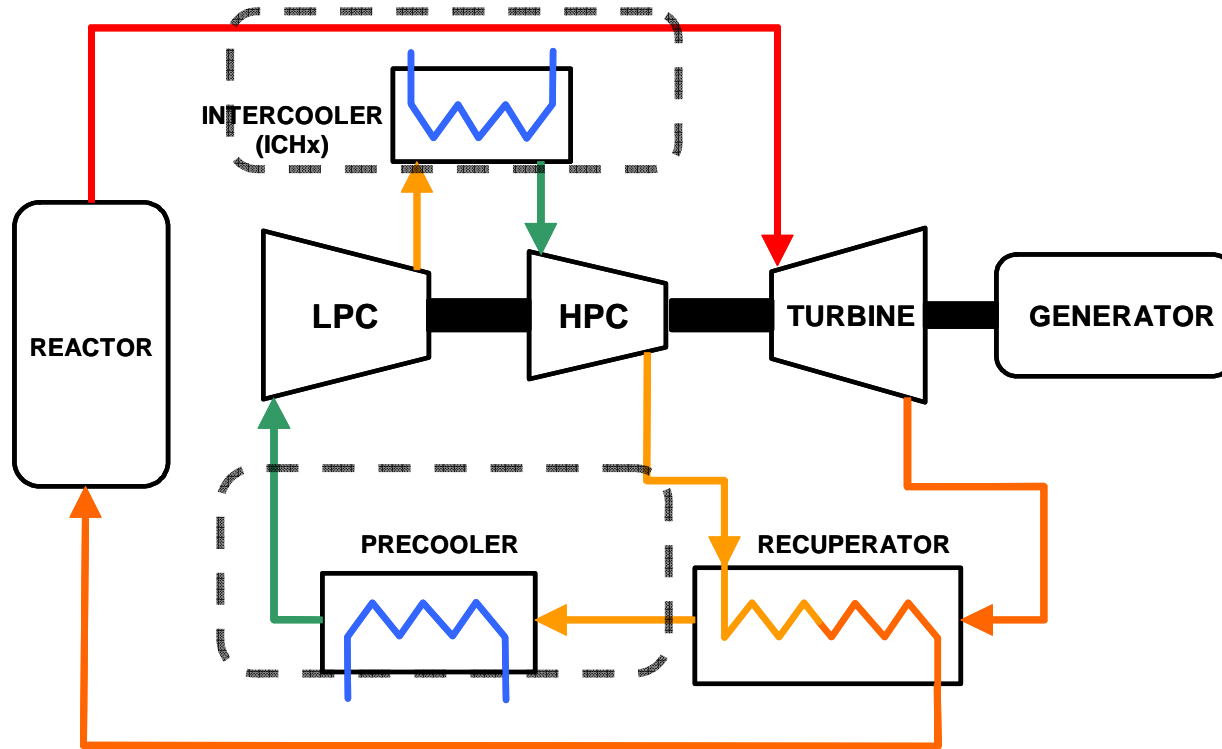 INTERCOOLER
(ICHx)
REACTOR
LPC
HPC
TURBINE
GENERATOR
PRECOOLER
RECUPERATOR